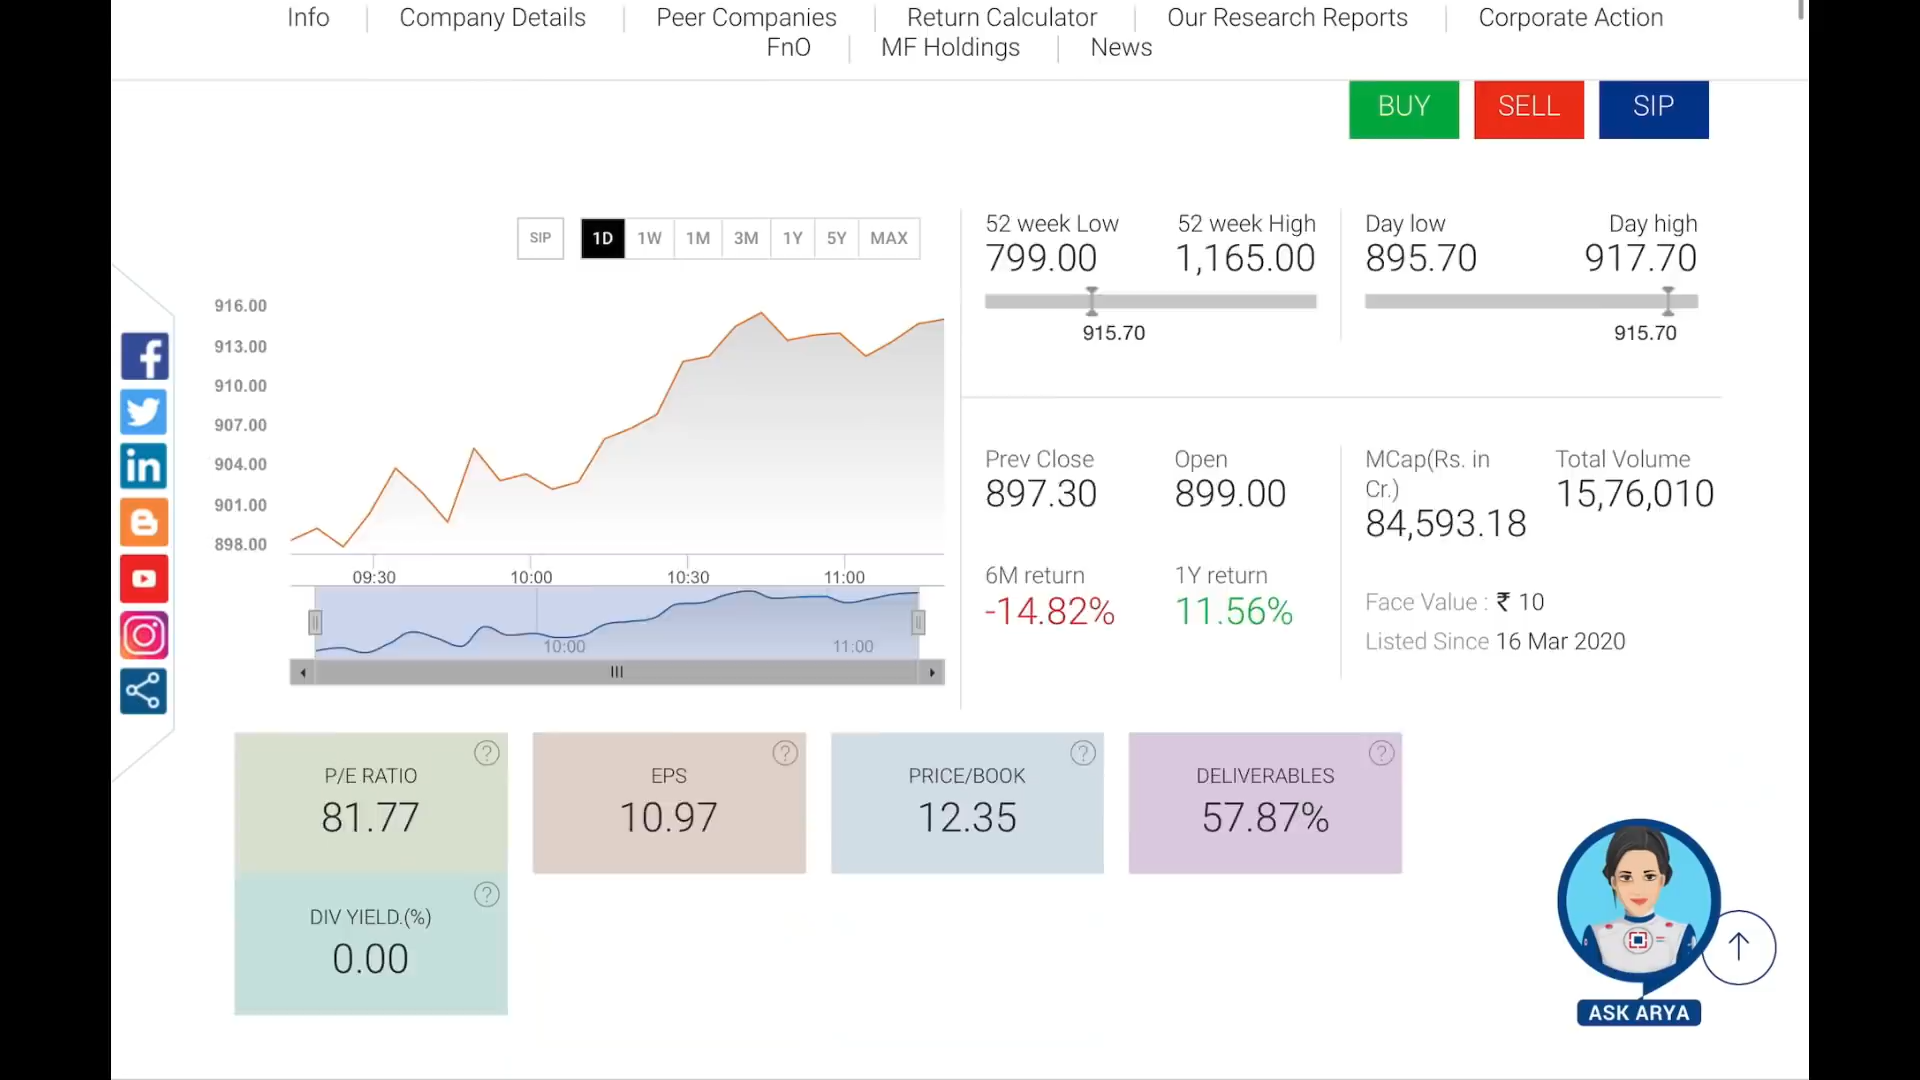 Info
Company Details
Peer Companies
Return Calculator
Our Research Reports
Corporate Action
FnO
MF Holdings
News
BUY
SELL
SIP
SIP
1D
1W
1M
3M
1Y
5Y
MAX
916.00
913.00
910.00
907.00
904.00
901.00
898.00
09:30
10:00
10:30
11:00
10:00
11:00
52 week Low
799.00
52 week High
1,165.00
915.70
Day low
895.70
Day high
917.70
915.70
Prev Close
897.30
Open
899.00
6M return
-14.82%
1Y return
11.56%
MCap(Rs. in
Cr.)
84,593.18
Total Volume
15,76,010
Face Value : ₹ 10
Listed Since 16 Mar 2020
P/E RATIO
81.77
?
EPS
10.97
?
PRICE/BOOK
12.35
?
DELIVERABLES
57.87%
?
DIV YIELD.(%)
0.00
?
ASK ARYA